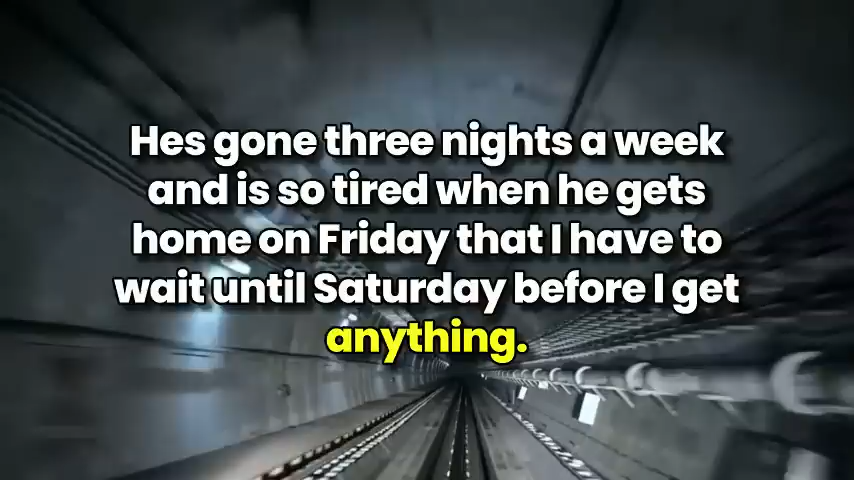 Hes gone three nights a week
and is so tired when he gets
home on Friday that I have to
wait until Saturday before I get
anything.